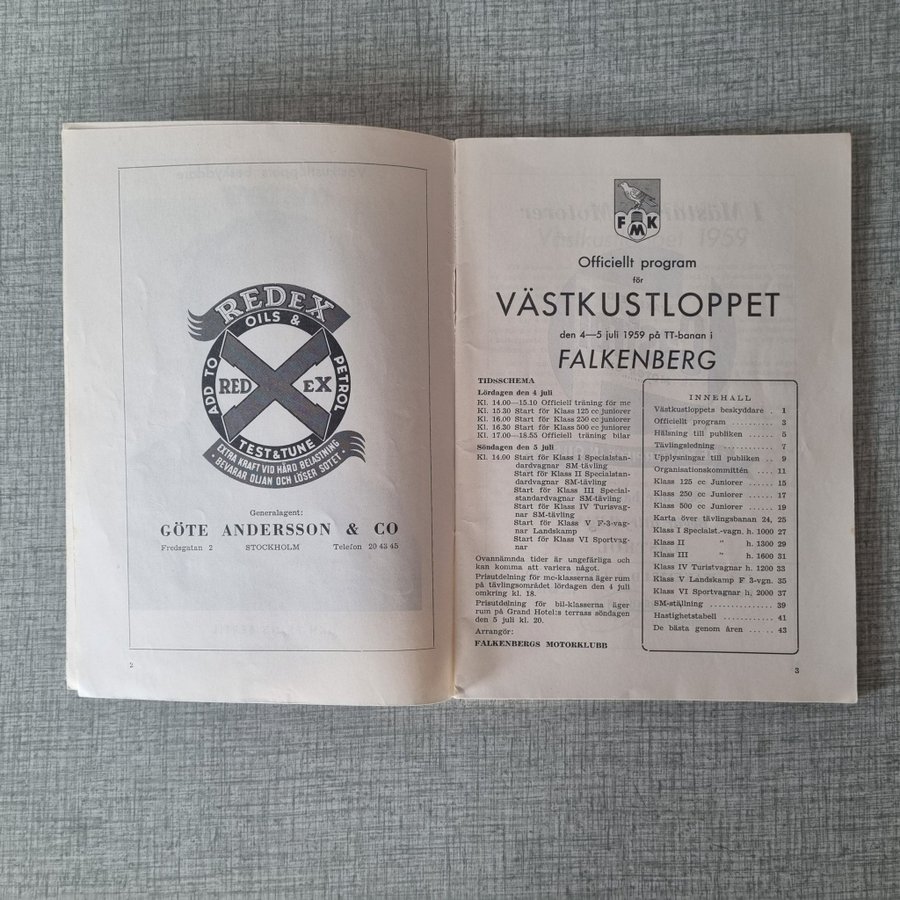 REDEX
OILS &
ADD TO
PETROL
RED EX
TEST & TUNE
EXTRA KRAFT VID HÅRD BELASTNING
· BEVARAR OLJAN OCH LÖSER SOTET ·
Generalagent:
GÖTE ANDERSSON & CO
Fredsgatan 2 STOCKHOLM Telefon 20 43 45
2
F M K
Officiellt program
för
VÄSTKUSTLOPPET
den 4—5 juli 1959 på TT-banan i
FALKENBERG
TIDSSCHEMA
Lördagen den 4 juli
Kl. 14.00—15.10 Officiell träning för mc
Kl. 15.30 Start för Klass 125 cc juniorer
Kl. 16.00 Start för Klass 250 cc juniorer
Kl. 16.30 Start för Klass 500 cc juniorer
Kl. 17.00—18.55 Officiell träning bilar
Söndagen den 5 juli
Kl. 14.00 Start för Klass I Specialstan-
dardvagnar SM-tävling
Start för Klass II Specialstan-
dardvagnar SM-tävling
Start för Klass III Special-
standardvagnar SM-tävling
Start för Klass IV Turisvag-
nar SM-tävling
Start för Klass V F-3-vag-
nar Landskamp
Start för Klass VI Sportvag-
nar
Ovannämnda tider är ungefärliga och
kan komma att variera något.
Prisutdelning för mc-klasserna äger rum
på tävlingsområdet lördagen den 4 juli
omkring kl. 18.
Prisutdelning för bil-klasserna äger
rum på Grand Hotel:s terrass söndagen
den 5 juli kl. 20.
Arrangör:
FALKENBERGS MOTORKLUBB
INNEHALL
Västkustloppets beskyddare . 1
Officiellt program .......... 3
Hälsning till publiken ...... 5
Tävlingsledning ............. 7
Upplysningar till publiken .. 9
Organisationskommittén .... 11
Klass 125 cc Juniorer ...... 15
Klass 250 cc Juniorer ...... 17
Klass 500 cc Juniorer ...... 19
Karta över tävlingsbanan 24, 25
Klass I Specialst.-vagn. h. 1000 27
Klass II " h. 1300 29
Klass III " h. 1600 31
Klass IV Turistvagnar h. 1200 33
Klass V Landskamp F 3-vgn. 35
Klass VI Sportvagnar h. 2000 37
SM-ställning ............... 39
Hastighetstabell ............ 41
De bästa genom åren ..... 43
3